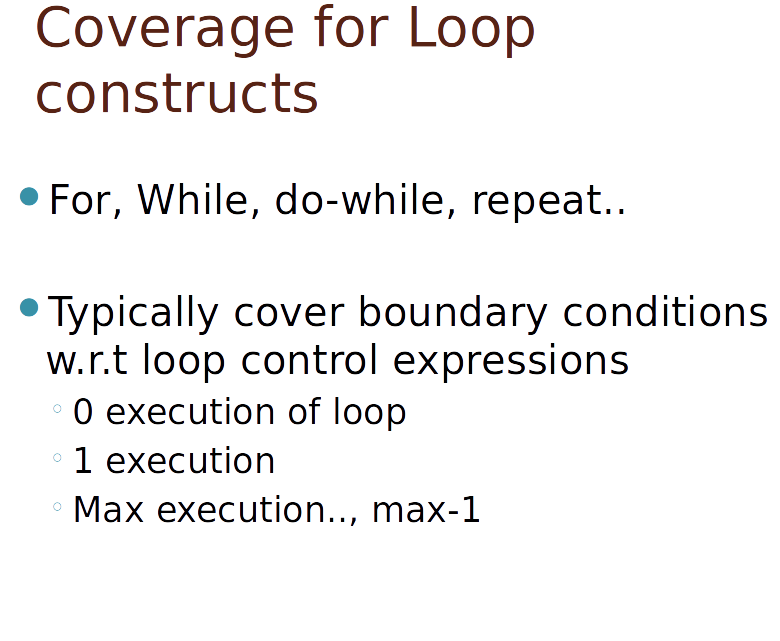 Coverage for Loop
constructs
For, While, do-while, repeat..
Typically cover boundary conditions
w.r.t loop control expressions
0 execution of loop
1 execution
Max execution.., max-1